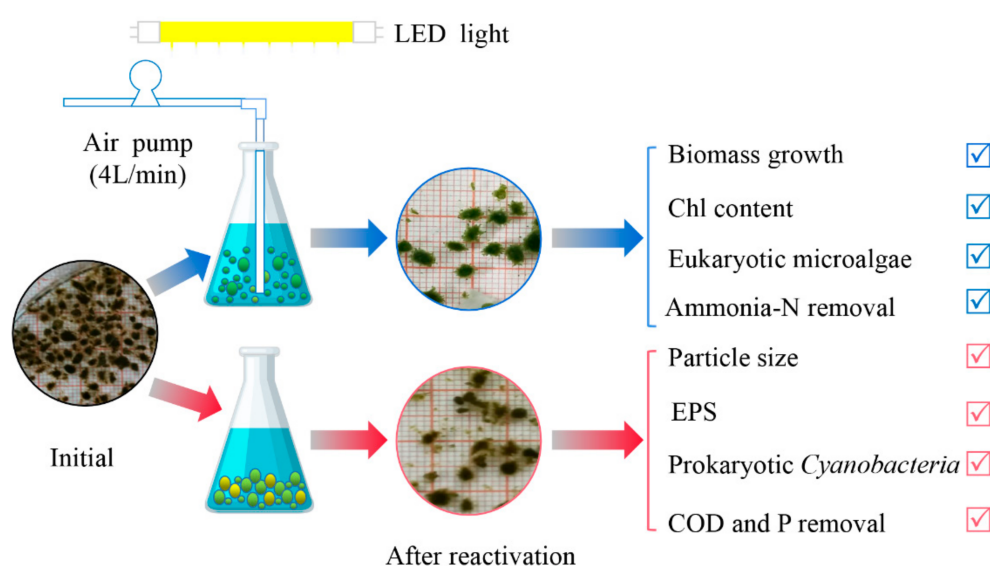 LED light
Air pump
(4L/min)
Biomass growth
Chl content
Eukaryotic microalgae
Ammonia-N removal
Particle size
EPS
Prokaryotic Cyanobacteria
COD and P removal
Initial
After reactivation